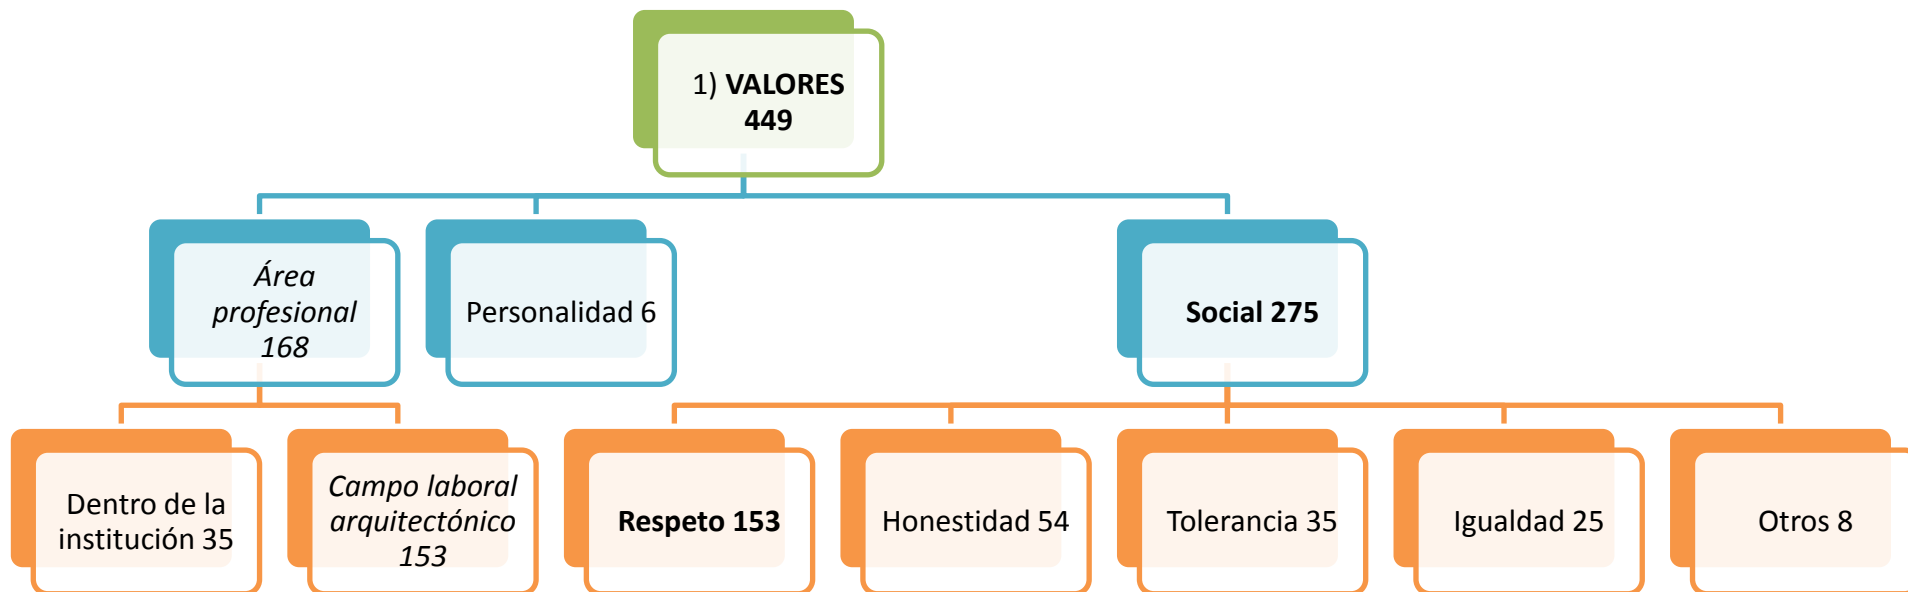 1) VALORES
449
Área
profesional
168
Personalidad 6
Social 275
Dentro de la
institución 35
Campo laboral
arquitectónico
153
Respeto 153
Honestidad 54
Tolerancia 35
Igualdad 25
Otros 8